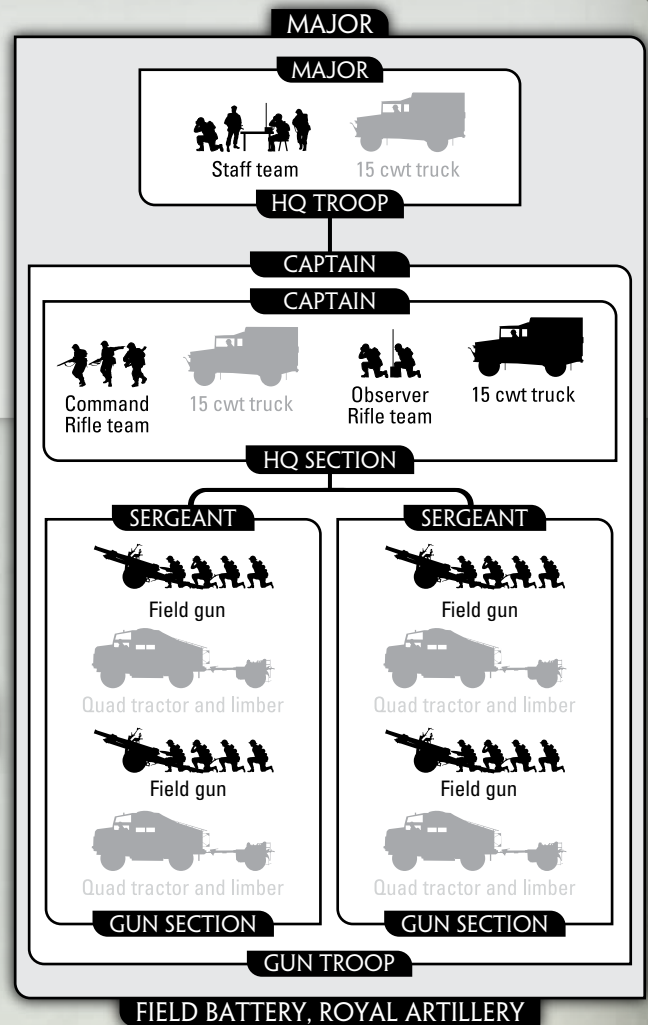 MAJOR
MAJOR
Staff team
15 cwt truck
HQ TROOP
CAPTAIN
CAPTAIN
Command
Rifle team
15 cwt truck
Observer
Rifle team
15 cwt truck
HQ SECTION
SERGEANT
Field gun
Quad tractor and limber
Field gun
Quad tractor and limber
GUN SECTION
SERGEANT
Field gun
Quad tractor and limber
Field gun
Quad tractor and limber
GUN SECTION
GUN TROOP
FIELD BATTERY, ROYAL ARTILLERY